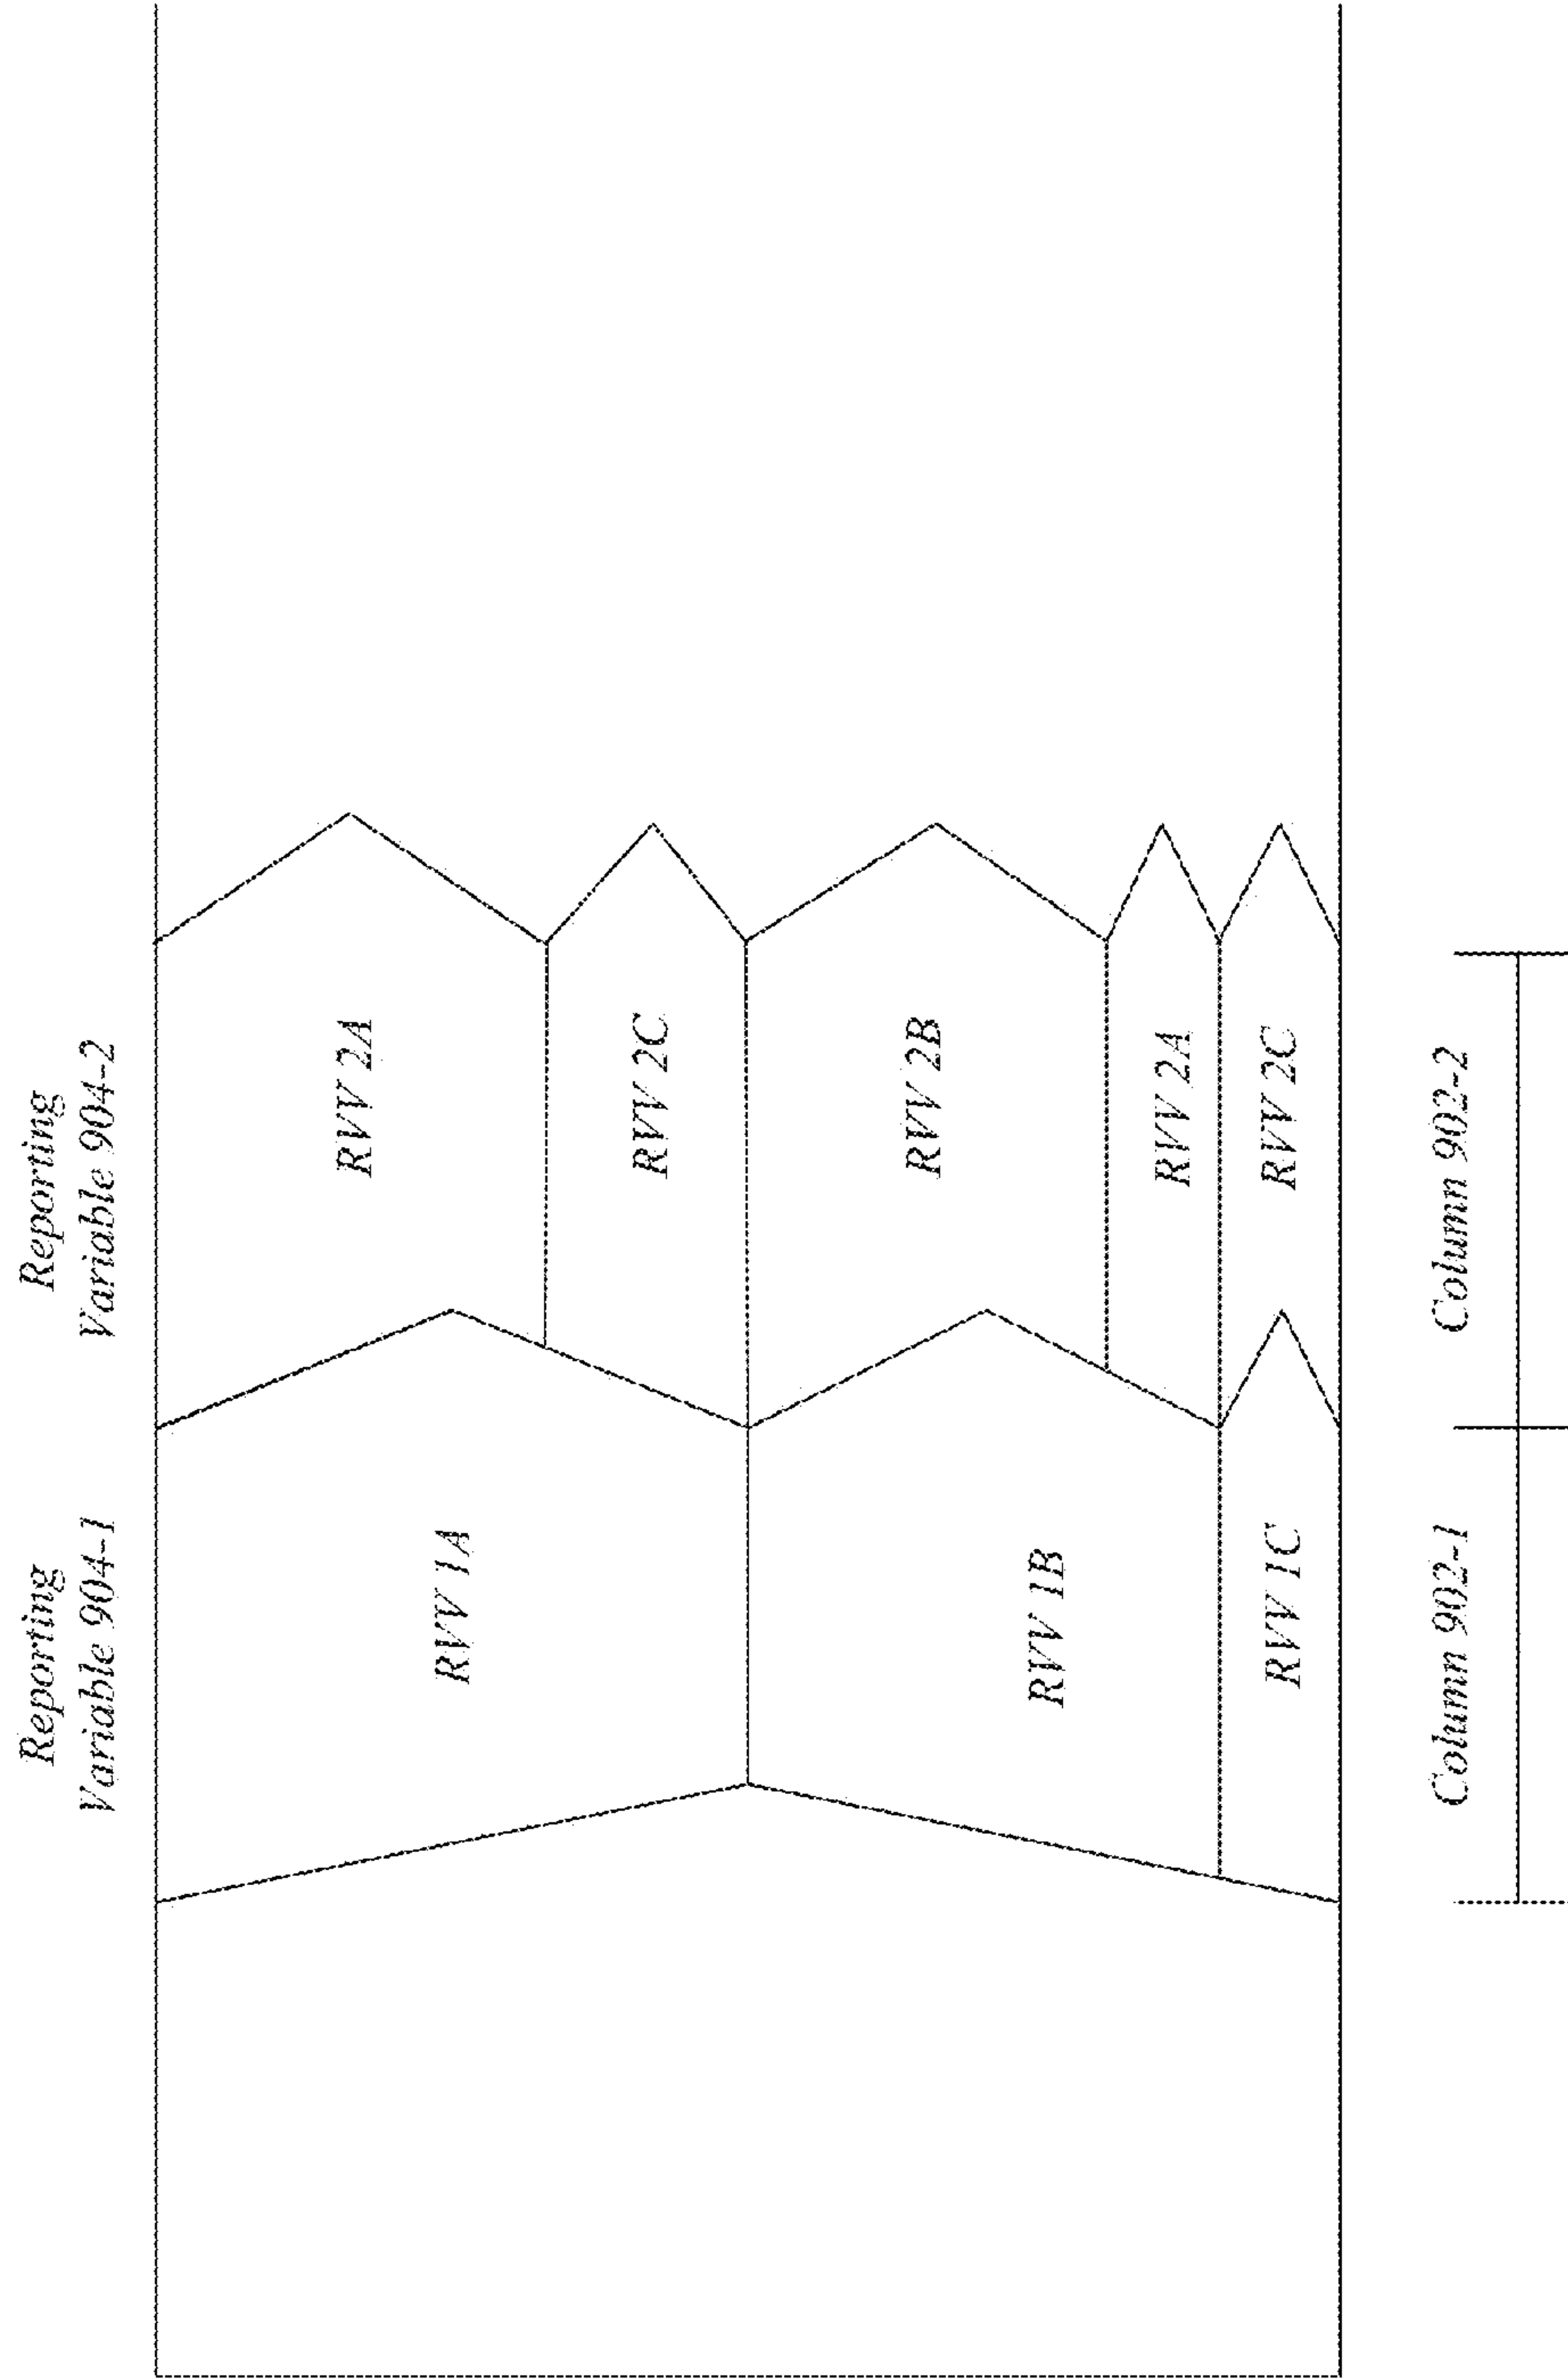 Reporting
Variable 904-1
Reporting
Variable 904-2
RVV 1A
RVV 2A
RVV 2C
RVV 1B
RVV 2B
RVV 2A
RVV 1C
RVV 2C
Column 902-1
Column 902-2